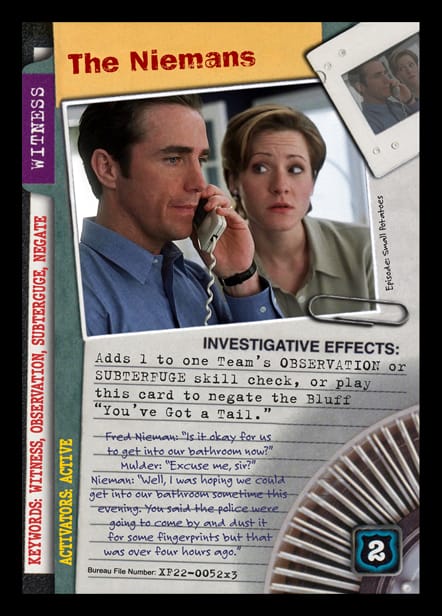 The Niemans
WITNESS
Episode: Small Potatoes
INVESTIGATIVE EFFECTS:
Adds 1 to one Team's OBSERVATION or
SUBTERFUGE skill check, or play
this card to negate the Bluff
"You've Got a Tail."
Fred Nieman: "Is it okay for us
to get into our bathroom now?"
Mulder: "Excuse me, sir?"
Nieman: "Well, I was hoping we could
get into our bathroom sometime this
evening. You said the police were
going to come by and dust it
for some fingerprints but that
was over four hours ago."
Bureau File Number: XF22-0052x3
2
KEYWORDS: WITNESS, OBSERVATION, SUBTERGUGE, NEGATE
ACTIVATORS: ACTIVE